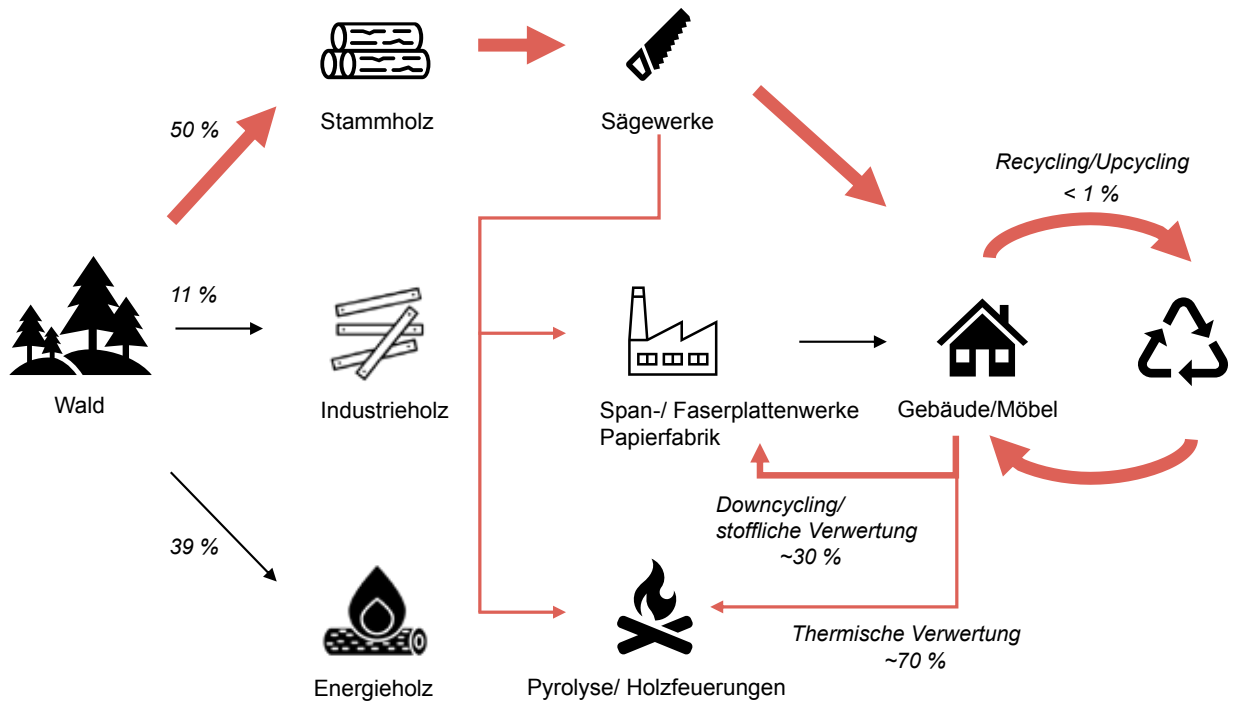 50 %
Stammholz
Sägewerke
Recycling/Upcycling
< 1 %
11 %
Wald
Industrieholz
Span-/ Faserplattenwerke
Papierfabrik
Gebäude/Möbel
Downcycling/
stoffliche Verwertung
~30 %
39 %
Thermische Verwertung
~70 %
Energieholz
Pyrolyse/ Holzfeuerungen